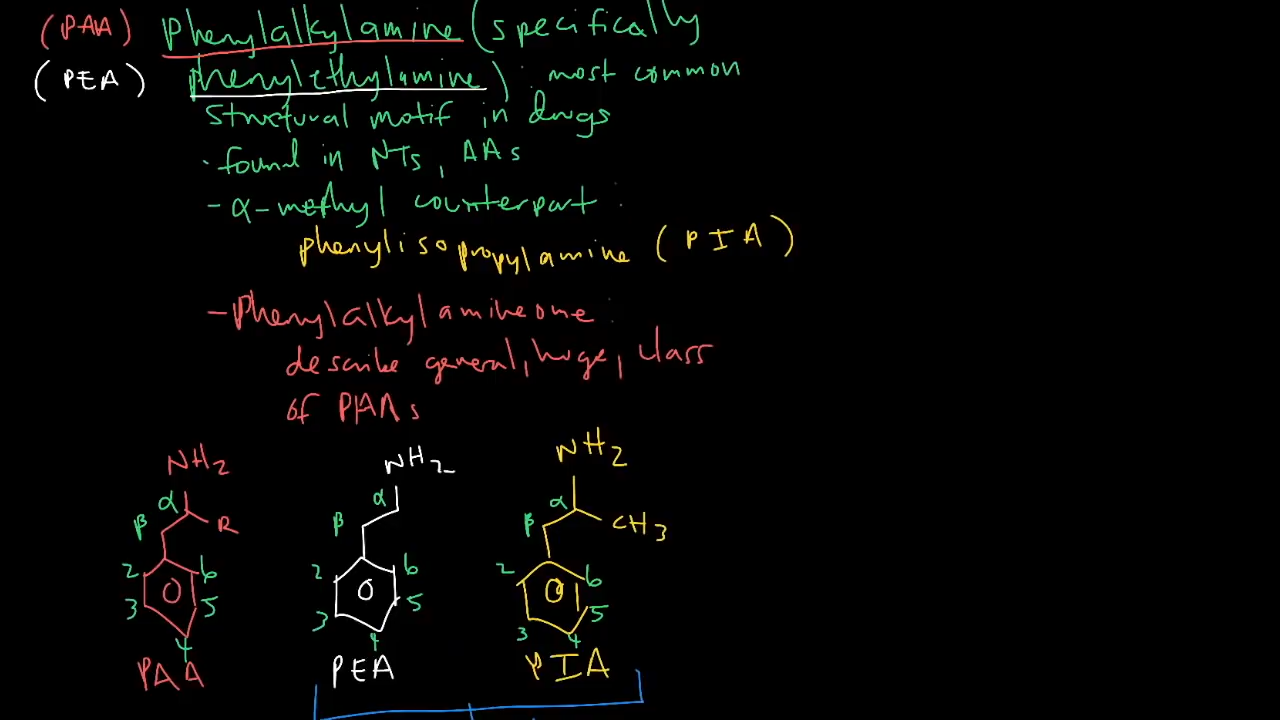 (PAA) phenylalkylamine (specifically
(PEA) phenylethylamine) : most common
structural motif in drugs
· found in NTs, AAs
- α-methyl counterpart :
phenylisopropylamine (PIA)
- Phenylalkylamineone :
describe general, huge, class
of PAAs
NH2 NH2 NH2
α α α
β R β β CH3
2 6 2 6 2 6
3 5 3 5 3 5
4 4 4
PAA PEA PIA